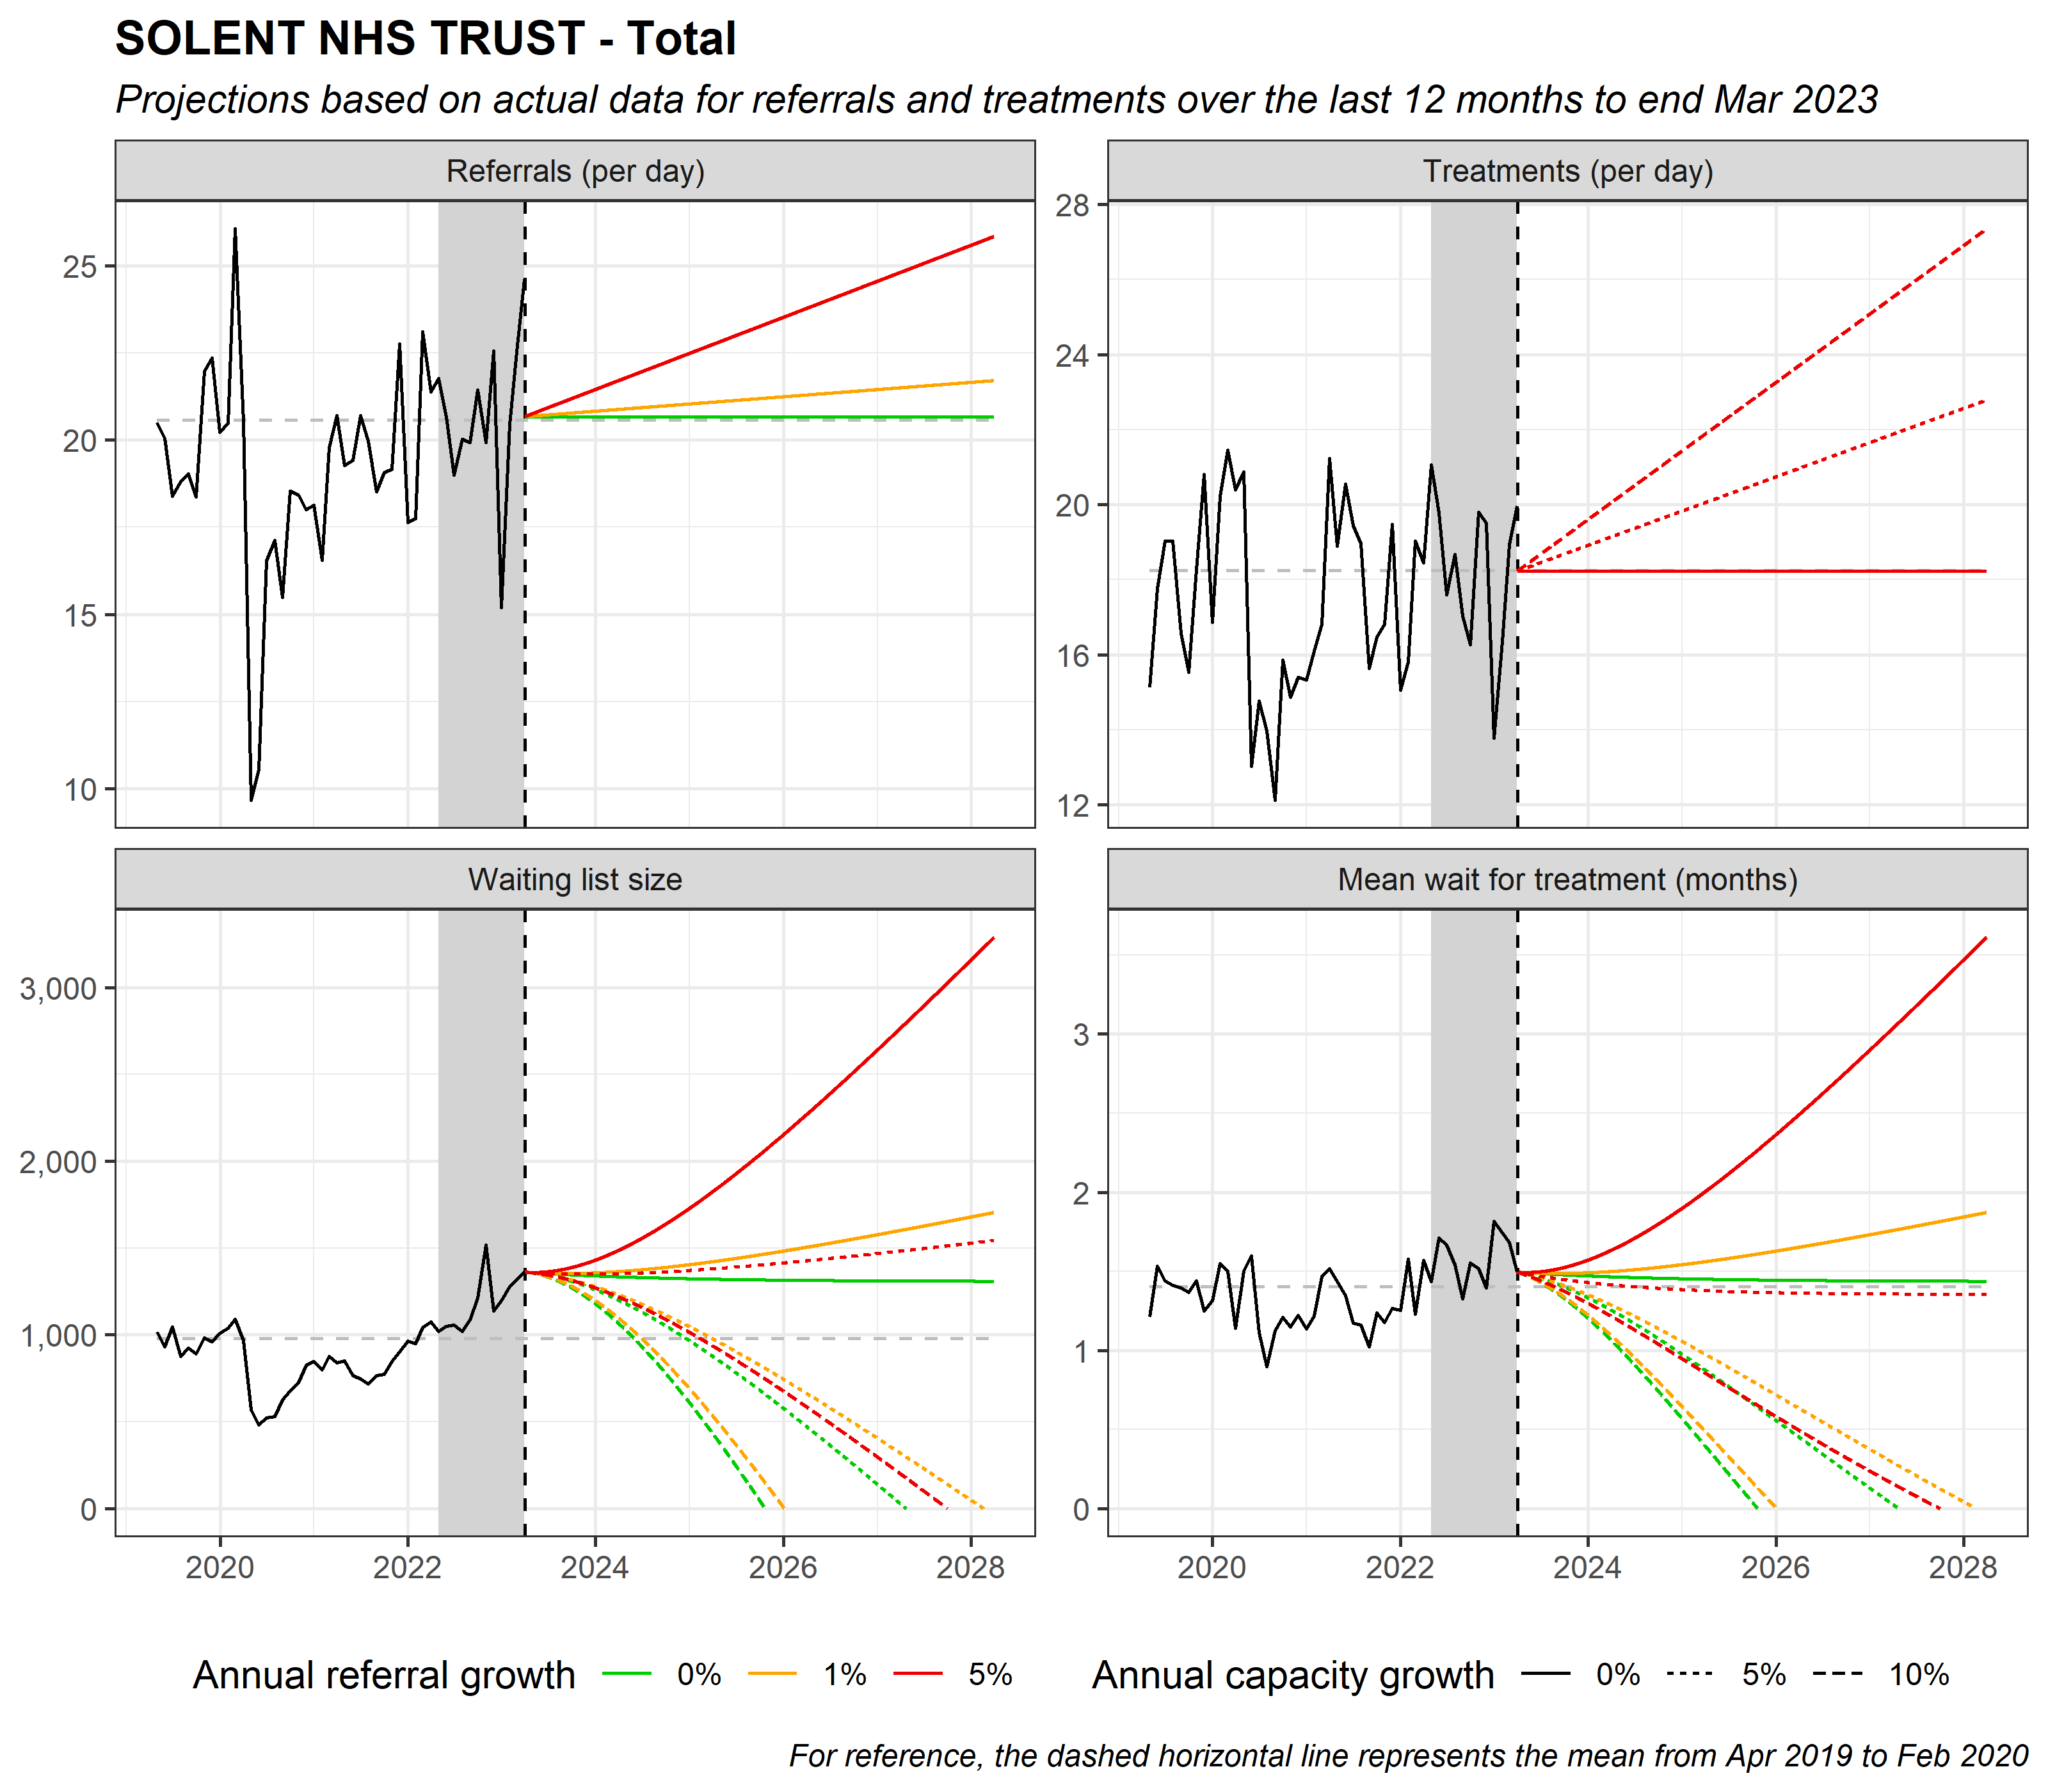 SOLENT NHS TRUST - Total
Projections based on actual data for referrals and treatments over the last 12 months to end Mar 2023
Referrals (per day)
25
20
15
10
Treatments (per day)
28
24
20
16
12
Waiting list size
3,000
2,000
1,000
0
2020 2022 2024 2026 2028
Mean wait for treatment (months)
3
2
1
0
2020 2022 2024 2026 2028
Annual referral growth 0% 1% 5%
Annual capacity growth 0% 5% 10%
For reference, the dashed horizontal line represents the mean from Apr 2019 to Feb 2020